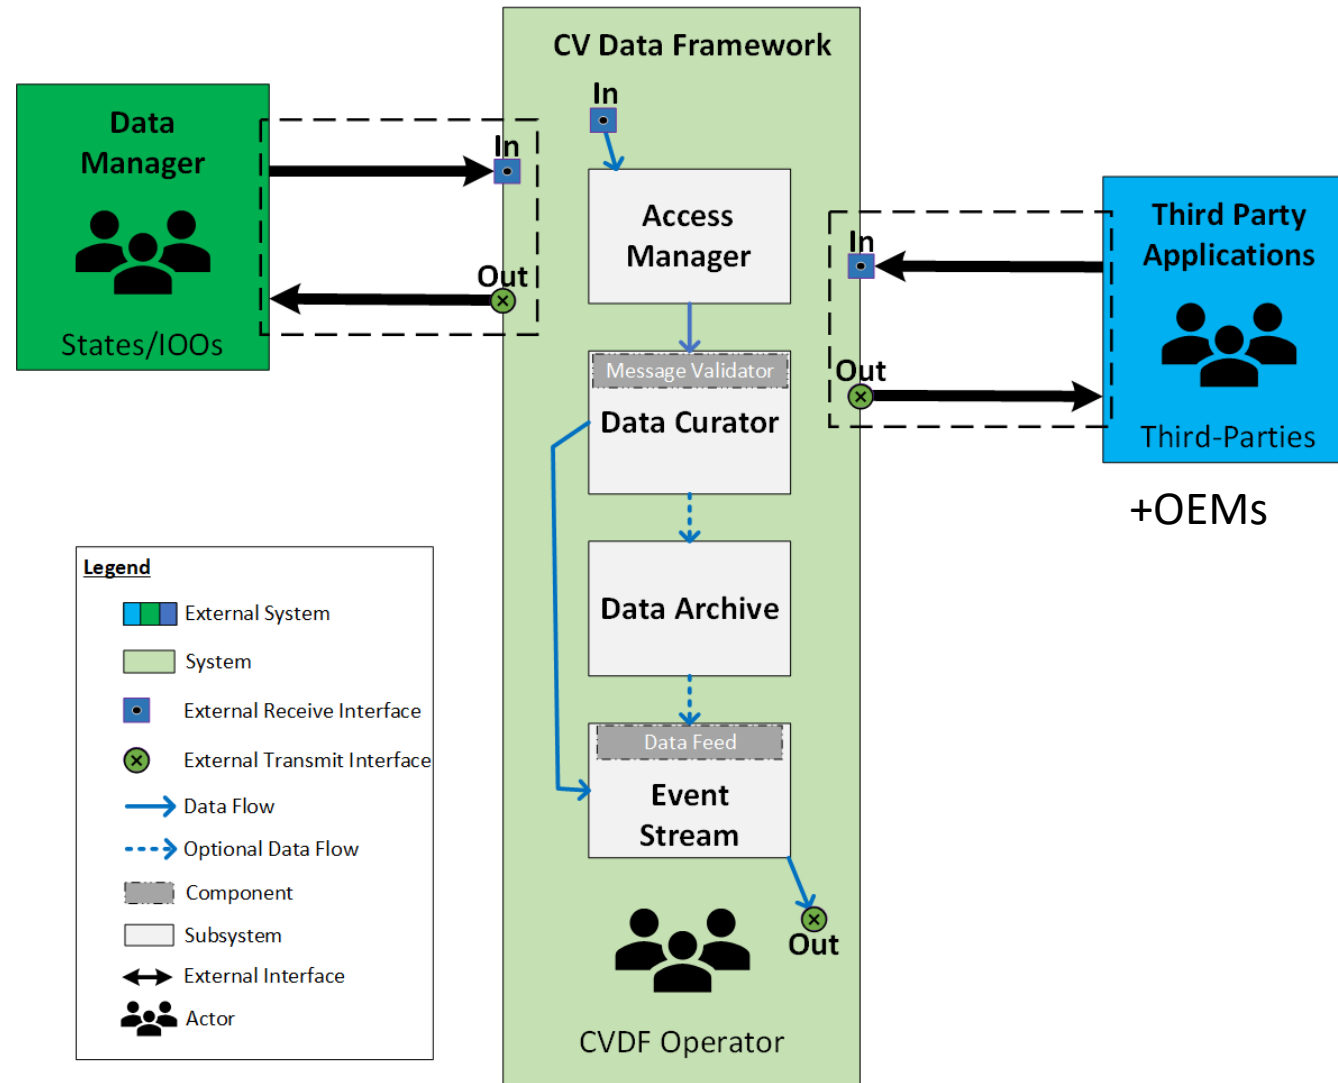 CV Data Framework
In
Data
Manager
States/IOOs
In
Out
Access
Manager
Message Validator
Data Curator
Data Archive
Data Feed
Event
Stream
Out
CVDF Operator
In
Out
Third Party
Applications
Third-Parties
+OEMs
Legend
External System
System
External Receive Interface
External Transmit Interface
Data Flow
Optional Data Flow
Component
Subsystem
External Interface
Actor